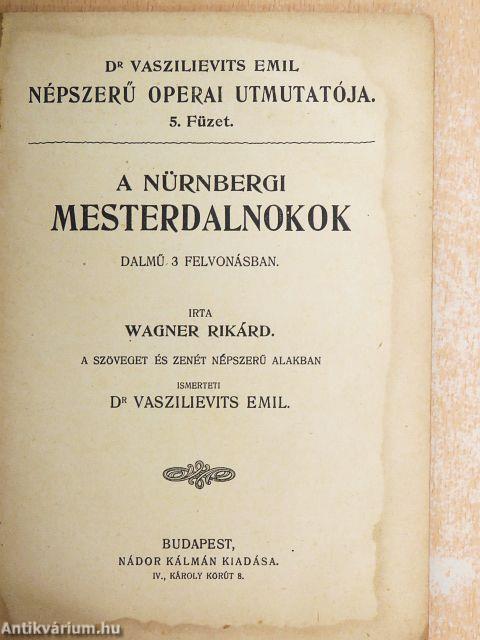 Dr VASZILIEVITS EMIL
NÉPSZERŰ OPERAI UTMUTATÓJA.
5. Füzet.
A NÜRNBERGI
MESTERDALNOKOK
DALMŰ 3 FELVONÁSBAN.
IRTA
WAGNER RIKÁRD.
A SZÖVEGET ÉS ZENÉT NÉPSZERŰ ALAKBAN
ISMERTETI
Dr VASZILIEVITS EMIL.
BUDAPEST,
NÁDOR KÁLMÁN KIADÁSA.
IV., KÁROLY KÖRÚT 8.
Antikvárium.hu